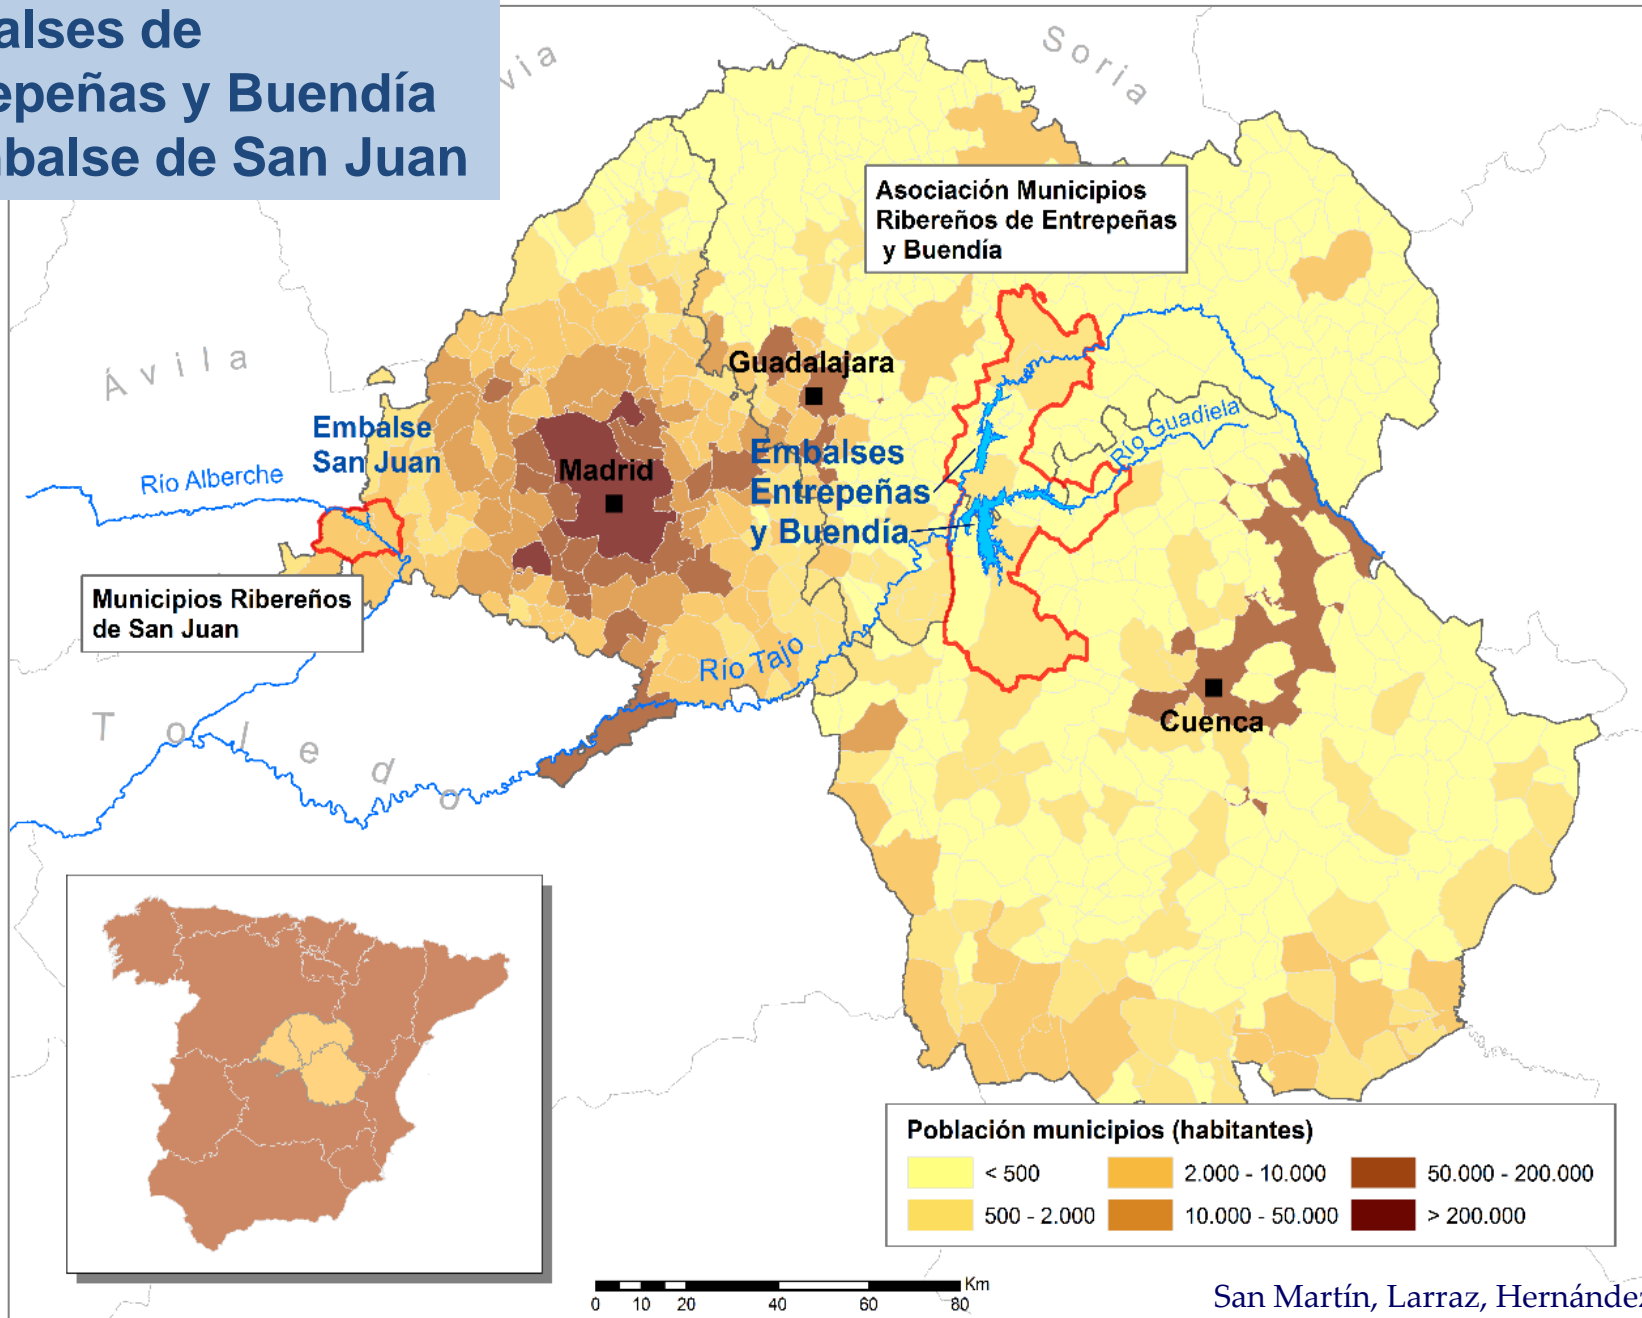 alses de
epeñas y Buendía
mbalse de San Juan
via
Soria
Asociación Municipios
Ribereños de Entrepeñas
y Buendía
Ávila
Guadalajara
Embalse
San Juan
Río Alberche
Madrid
Embalses
Entrepeñas
y Buendía
Río Guadiela
Municipios Ribereños
de San Juan
Río Tajo
Toledo
Cuenca
Población municipios (habitantes)
< 500
2.000 - 10.000
50.000 - 200.000
500 - 2.000
10.000 - 50.000
> 200.000
Km
0 10 20 40 60 80
San Martín, Larraz, Hernández